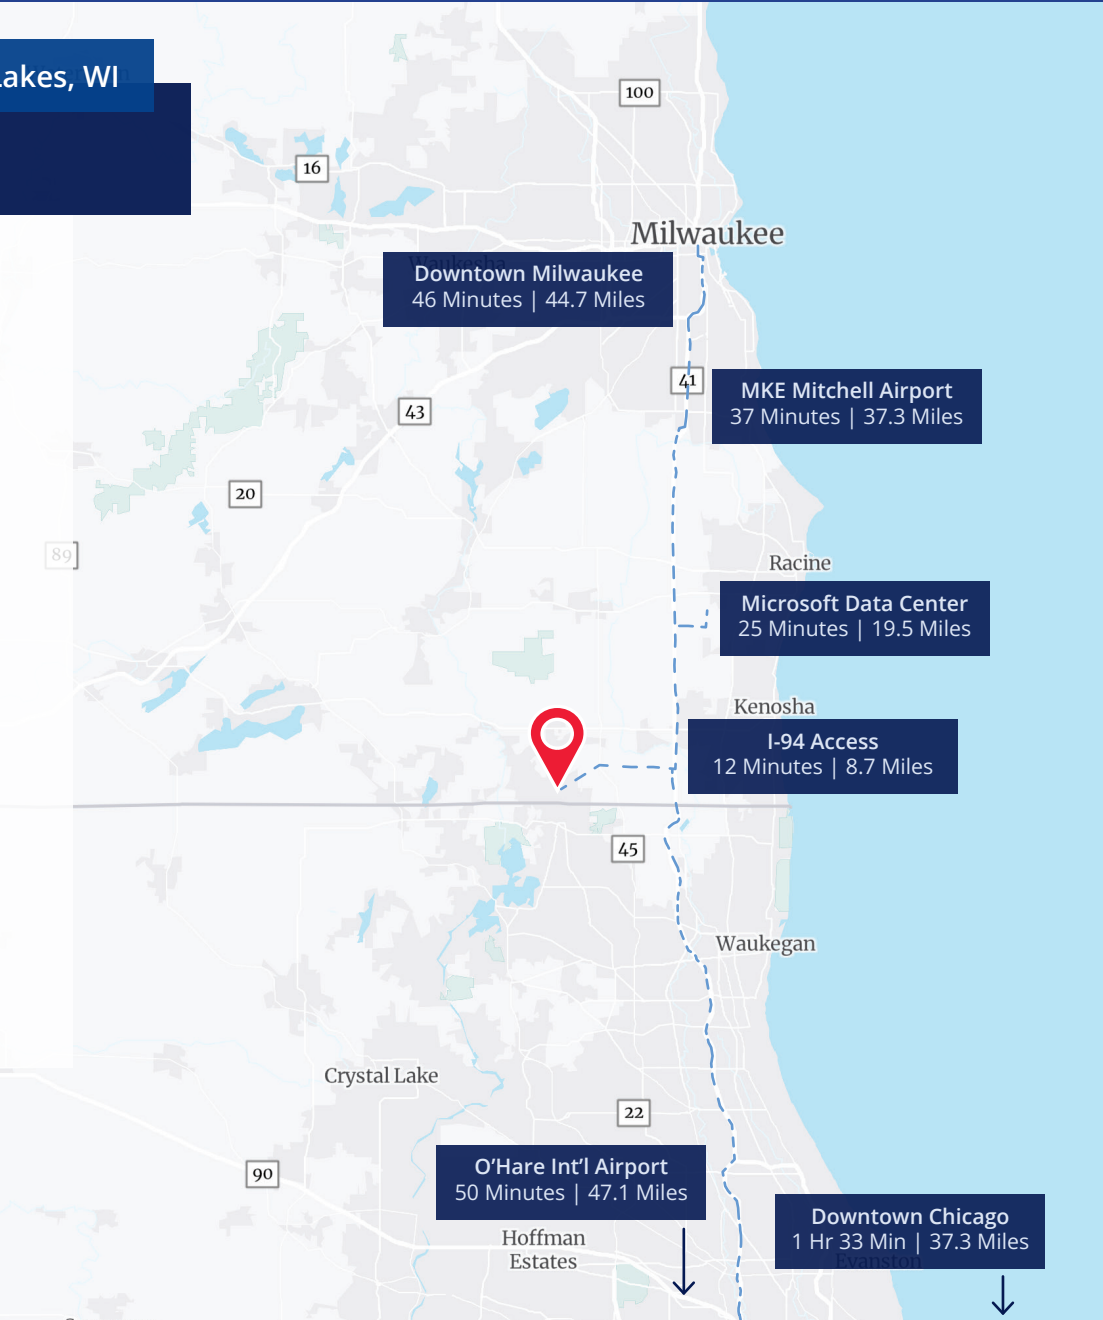 Lakes, WI
100
16
Milwaukee
Waukesha
Downtown Milwaukee
46 Minutes | 44.7 Miles
41
MKE Mitchell Airport
37 Minutes | 37.3 Miles
43
20
89
Racine
Microsoft Data Center
25 Minutes | 19.5 Miles
Kenosha
I-94 Access
12 Minutes | 8.7 Miles
45
Waukegan
Crystal Lake
22
90
O'Hare Int'l Airport
50 Minutes | 47.1 Miles
Hoffman
Estates
Downtown Chicago
1 Hr 33 Min | 37.3 Miles
Evanston